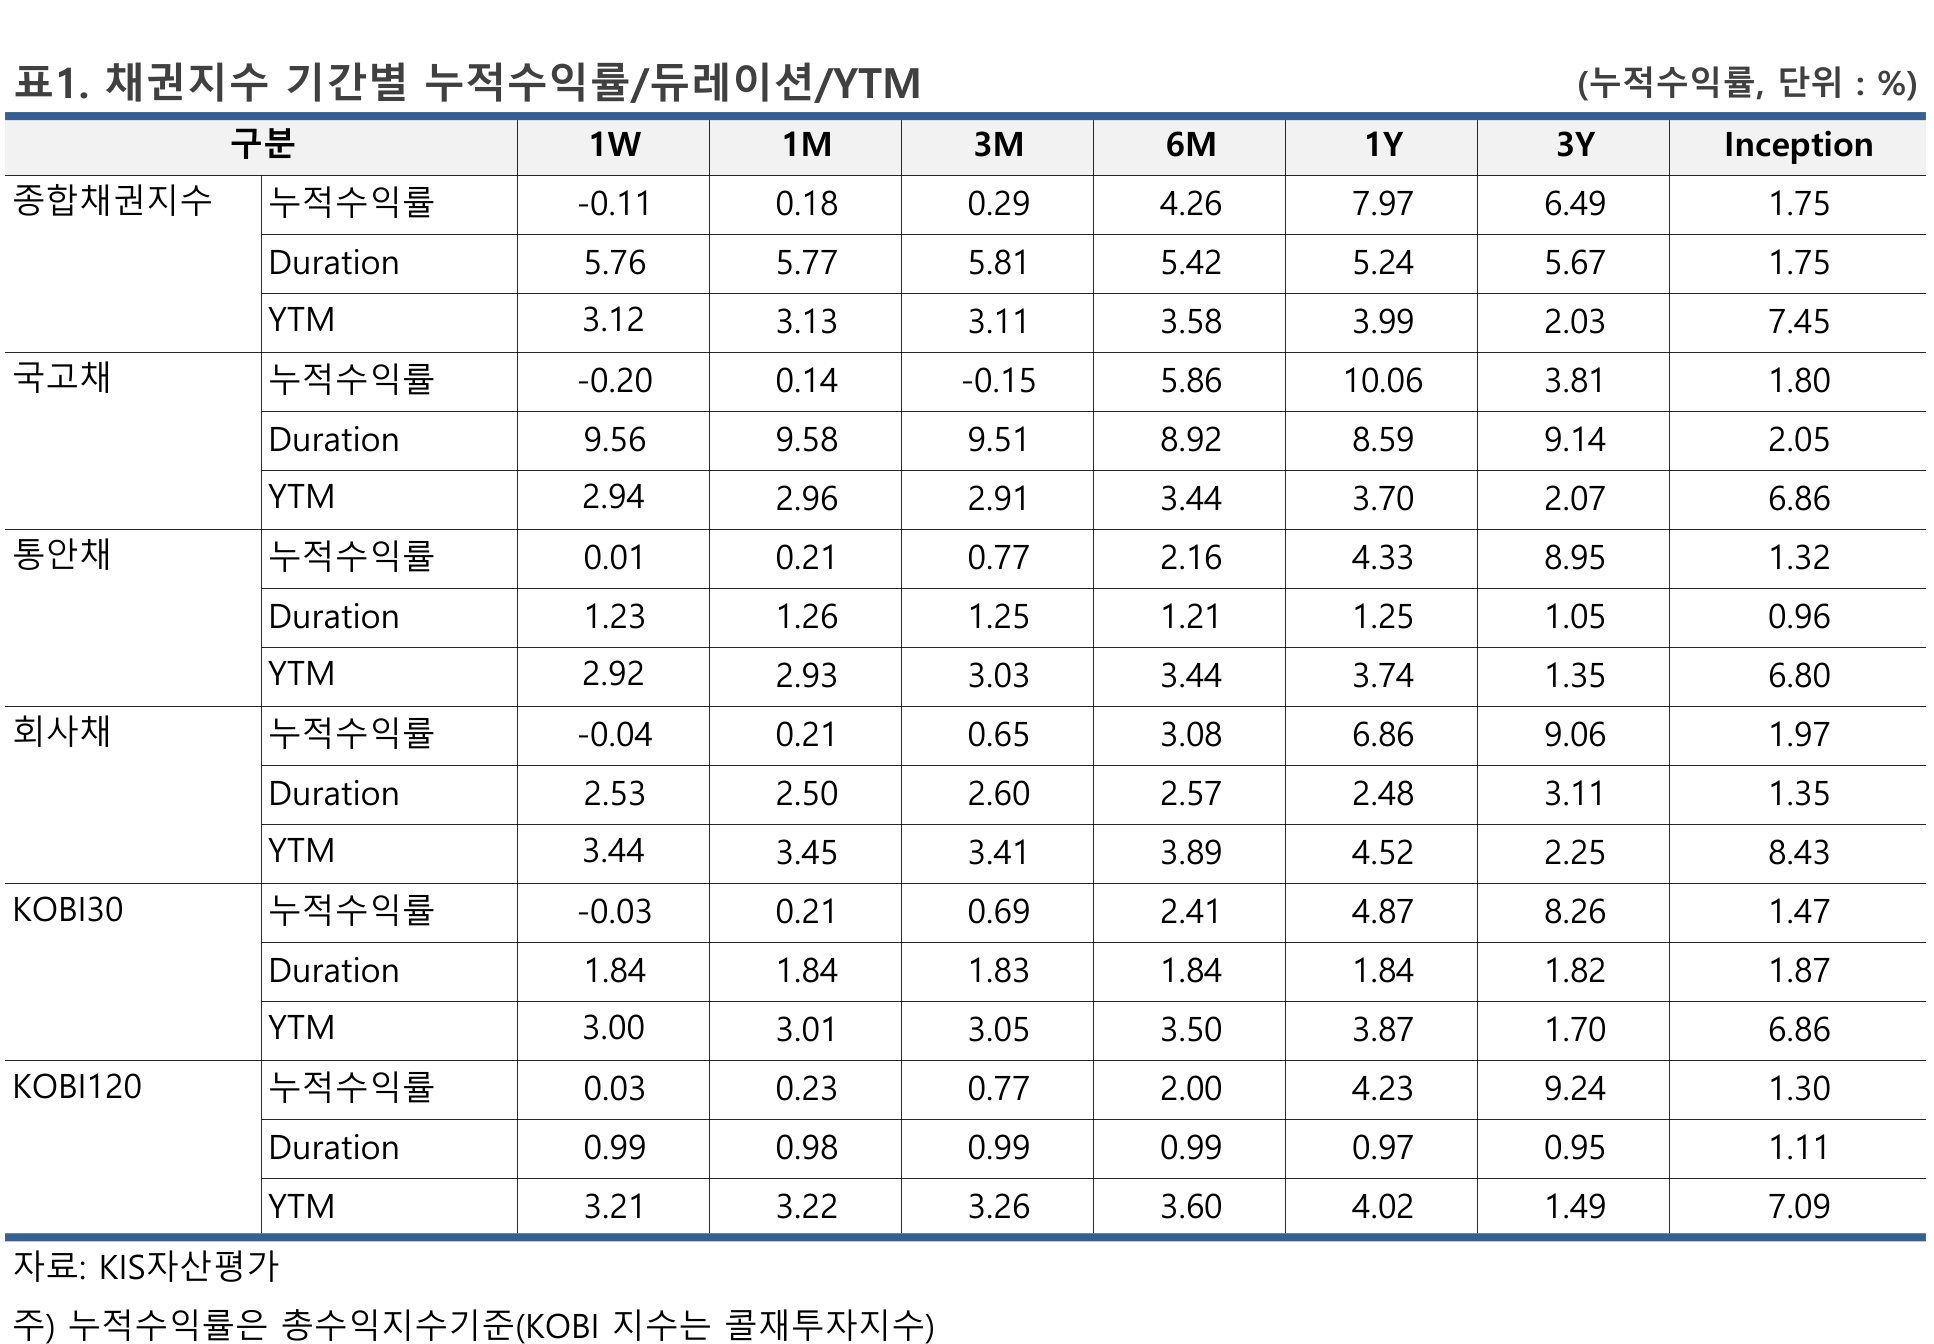 표1. 채권지수 기간별 누적수익률/듀레이션/YTM (누적수익률, 단위 : %)
구분 1W 1M 3M 6M 1Y 3Y Inception
종합채권지수 누적수익률 -0.11 0.18 0.29 4.26 7.97 6.49 1.75
Duration 5.76 5.77 5.81 5.42 5.24 5.67 1.75
YTM 3.12 3.13 3.11 3.58 3.99 2.03 7.45
국고채 누적수익률 -0.20 0.14 -0.15 5.86 10.06 3.81 1.80
Duration 9.56 9.58 9.51 8.92 8.59 9.14 2.05
YTM 2.94 2.96 2.91 3.44 3.70 2.07 6.86
통안채 누적수익률 0.01 0.21 0.77 2.16 4.33 8.95 1.32
Duration 1.23 1.26 1.25 1.21 1.25 1.05 0.96
YTM 2.92 2.93 3.03 3.44 3.74 1.35 6.80
회사채 누적수익률 -0.04 0.21 0.65 3.08 6.86 9.06 1.97
Duration 2.53 2.50 2.60 2.57 2.48 3.11 1.35
YTM 3.44 3.45 3.41 3.89 4.52 2.25 8.43
KOBI30 누적수익률 -0.03 0.21 0.69 2.41 4.87 8.26 1.47
Duration 1.84 1.84 1.83 1.84 1.84 1.82 1.87
YTM 3.00 3.01 3.05 3.50 3.87 1.70 6.86
KOBI120 누적수익률 0.03 0.23 0.77 2.00 4.23 9.24 1.30
Duration 0.99 0.98 0.99 0.99 0.97 0.95 1.11
YTM 3.21 3.22 3.26 3.60 4.02 1.49 7.09
자료: KIS자산평가
주) 누적수익률은 총수익지수기준(KOBI 지수는 콜재투자지수)